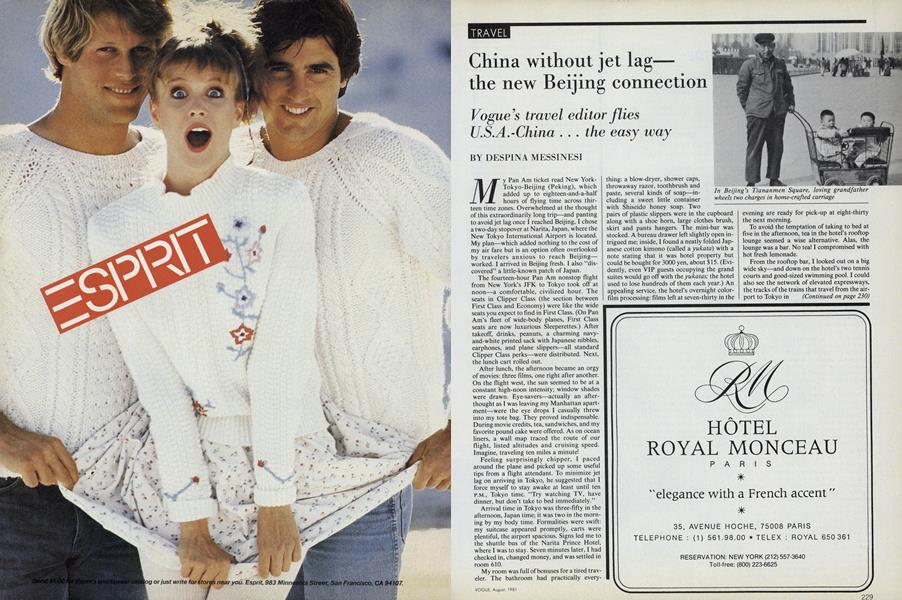 ESPRIT
Send $1.00 for Esprit's sportswear catalog or just write for stores near you. Esprit, 983 Minnesota Street, San Francisco, CA 94107.
TRAVEL
China without jet lag—
the new Beijing connection
Vogue's travel editor flies
U.S.A.-China . . . the easy way
BY DESPINA MESSINESI
My Pan Am ticket read New York-
Tokyo-Beijing (Peking), which
added up to eighteen-and-a-half
hours of flying time across thir-
teen time zones. Overwhelmed at the thought
of this extraordinarily long trip—and panting
to avoid jet lag once I reached Beijing, I chose
a two-day stopover at Narita, Japan, where the
New Tokyo International Airport is located.
My plan—which added nothing to the cost of
my air fare but is an option often overlooked
by travelers anxious to reach Beijing—
worked. I arrived in Beijing fresh. I also "dis-
covered" a little-known patch of Japan.
The fourteen-hour Pan Am nonstop flight
from New York's JFK to Tokyo took off at
noon—a comfortable, civilized hour. The
seats in Clipper Class (the section between
First Class and Economy) were like the wide
seats you expect to find in First Class. (On Pan
Am's fleet of wide-body planes, First Class
seats are now luxurious Sleeperettes.) After
takeoff, drinks, peanuts, a charming navy-
and-white printed sack with Japanese nibbles,
earphones, and plane slippers—all standard
Clipper Class perks—were distributed. Next,
the lunch cart rolled out.
After lunch, the afternoon became an orgy
of movies: three films, one right after another.
On the flight west, the sun seemed to be at a
constant high-noon intensity; window shades
were drawn. Eye-savers—actually an after-
thought as I was leaving my Manhattan apart-
ment—were the eye drops I casually threw
into my tote bag. They proved indispensable.
During movie credits, tea, sandwiches, and my
favorite pound cake were offered. As on ocean
liners, a wall map traced the route of our
flight, listed altitudes and cruising speed.
Imagine, traveling ten miles a minute!
Feeling surprisingly chipper, I paced
around the plane and picked up some useful
tips from a flight attendant. To minimize jet
lag on arriving in Tokyo, he suggested that I
force myself to stay awake at least until ten
P.M., Tokyo time. "Try watching TV, have
dinner, but don't take to bed immediately."
Arrival time in Tokyo was three-fifty in the
afternoon, Japan time; it was two in the morn-
ing by my body time. Formalities were swift:
my suitcase appeared promptly, carts were
plentiful, the airport spacious. Signs led me to
the shuttle bus of the Narita Prince Hotel,
where I was to stay. Seven minutes later, I had
checked in, changed money, and was settled in
room 610.
My room was full of bonuses for a tired trav-
eler. The bathroom had practically every-
thing: a blow-dryer, shower caps,
throwaway razor, toothbrush and
paste, several kinds of soap—in-
cluding a sweet little container
with Shiseido honey soap. Two
pairs of plastic slippers were in the cupboard
along with a shoe horn, large clothes brush,
skirt and pants hangers. The mini-bar was
stocked. A bureau drawer left slightly open in-
trigued me; inside, I found a neatly folded Jap-
anese cotton kimono (called a yukata) with a
note stating that it was hotel property but
could be bought for 3000 yen, about $15. (Evi-
dently, even VIP guests occupying the grand
suites would go off with the yukatas; the hotel
used to lose hundreds of them each year.) An
appealing service, the hotel's overnight color-
film processing: films left at seven-thirty in the
In Beijing's Tiananmen Square, loving grandfather
wheels two charges in home-crafted carriage
evening are ready for pick-up at eight-thirty
the next morning.
To avoid the temptation of taking to bed at
five in the afternoon, tea in the hotel's rooftop
lounge seemed a wise alternative. Alas, the
lounge was a bar. No tea! I compromised with
hot fresh lemonade.
From the rooftop bar, I looked out on a big
wide sky—and down on the hotel's two tennis
courts and good-sized swimming pool. I could
also see the network of elevated expressways,
the tracks of the trains that travel from the air-
port to Tokyo in (Continued on page 230)
RM
HÔTEL
ROYAL MONCEAU
PARIS
"elegance with a French accent"
35, AVENUE HOCHE, 75008 PARIS
TELEPHONE : (1) 561.98.00 * TELEX : ROYAL 650 361
RESERVATION: NEW YORK (212) 557-3640
Toll-free: (800) 223-6625
VOGUE, August, 1981
229